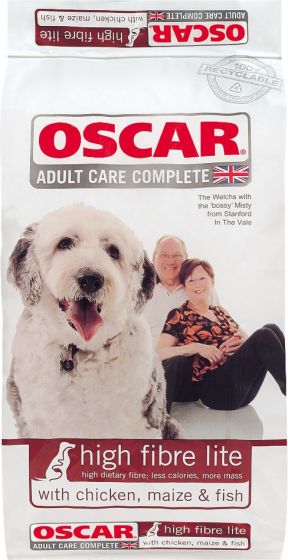 high fibre lite
with chicken, maize & fish
OSCAR
ADULT CARE COMPLETE
100%
RECYCLABLE
OSCAR®
ADULT CARE COMPLETE
The Welchs with
the 'bossy' Misty
from Stanford
In The Vale
high fibre lite
high dietary fibre; less calories, more mass
with chicken, maize & fish
OSCAR
ADULT CARE COMPLETE
high fibre lite
with chicken, maize & fish